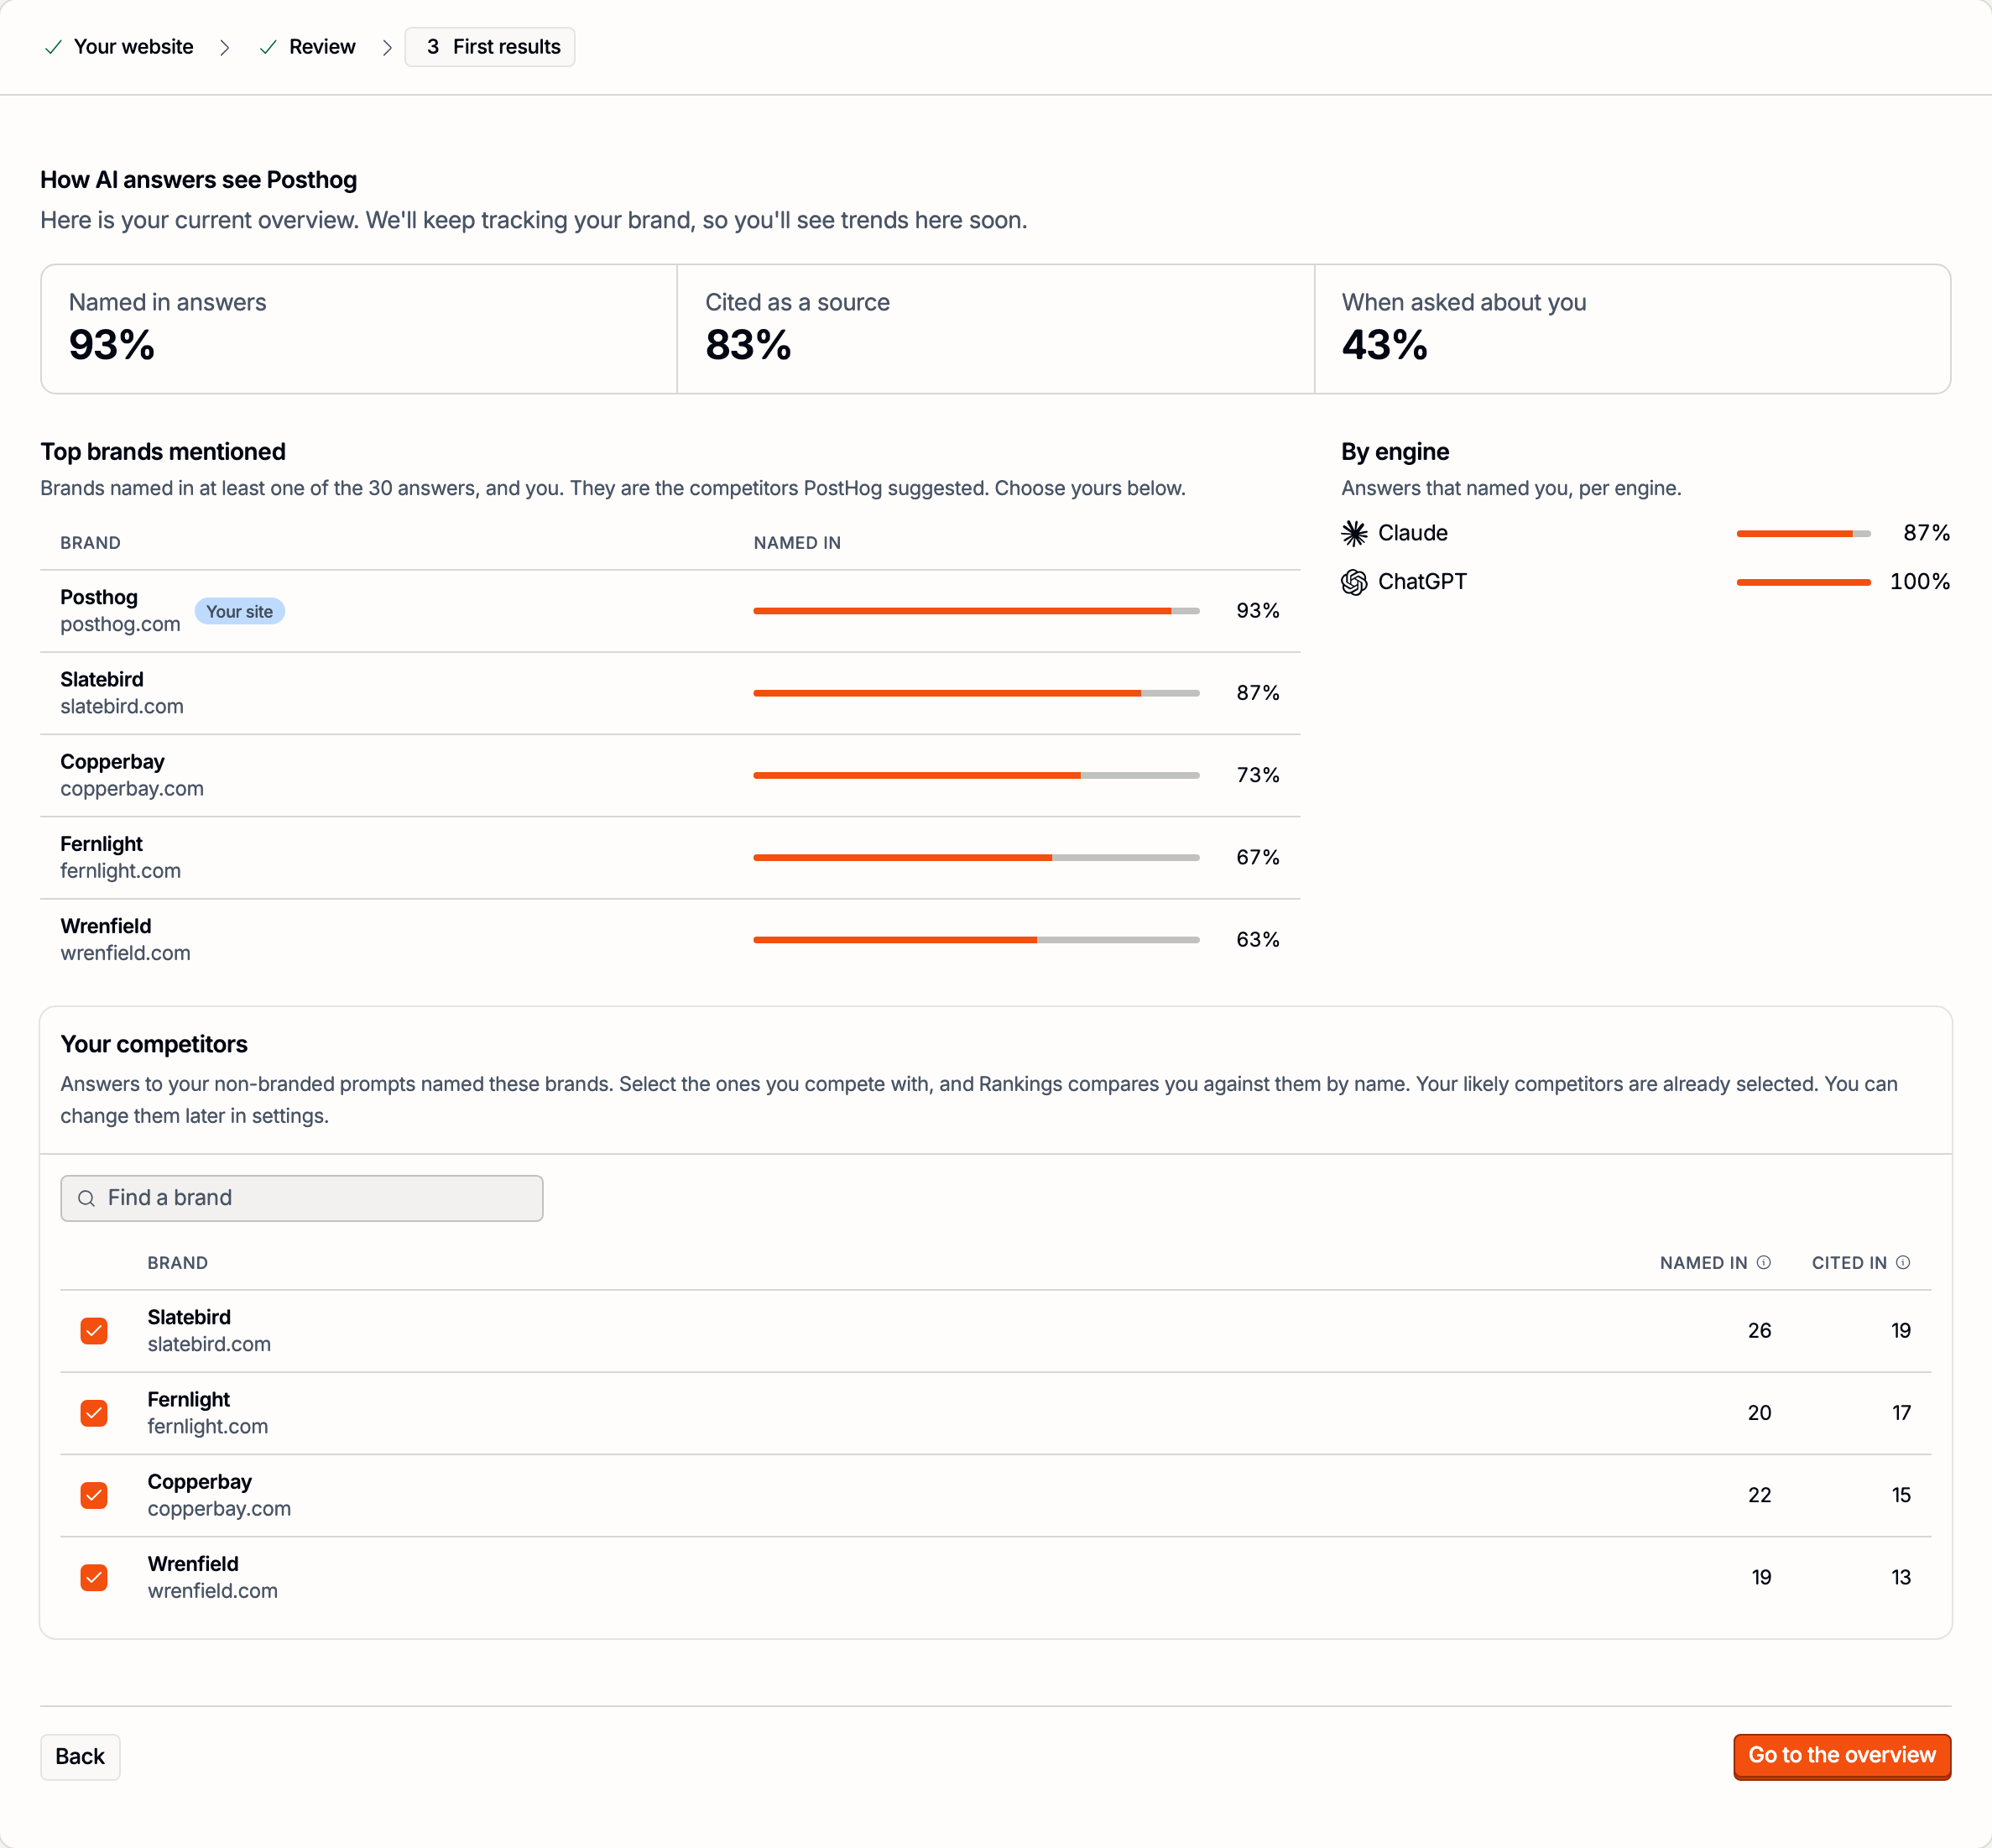 Your website
Review
3 First results
How AI answers see Posthog
Here is your current overview. We'll keep tracking your brand, so you'll see trends here soon.
Named in answers
93%
Cited as a source
83%
When asked about you
43%
Top brands mentioned
Brands named in at least one of the 30 answers, and you. They are the competitors PostHog suggested. Choose yours below.
BRAND NAMED IN
Posthog
posthog.com
Your site
93%
Slatebird
slatebird.com
87%
Copperbay
copperbay.com
73%
Fernlight
fernlight.com
67%
Wrenfield
wrenfield.com
63%
By engine
Answers that named you, per engine.
Claude 87%
ChatGPT 100%
Your competitors
Answers to your non-branded prompts named these brands. Select the ones you compete with, and Rankings compares you against them by name. Your likely competitors are already selected. You can
change them later in settings.
Find a brand
BRAND NAMED IN CITED IN
Slatebird
slatebird.com
26 19
Fernlight
fernlight.com
20 17
Copperbay
copperbay.com
22 15
Wrenfield
wrenfield.com
19 13
Back
Go to the overview